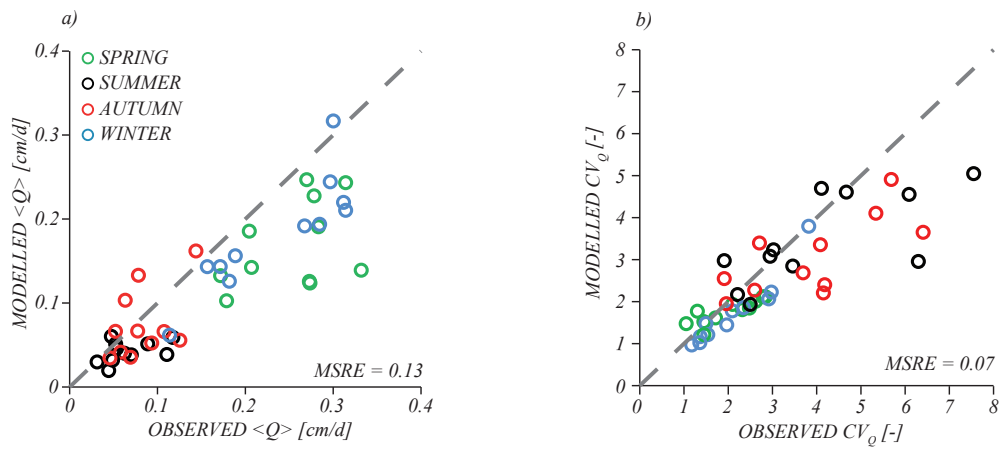 a)
0.4
0.3
0.2
0.1
0
MODELLED <Q> [cm/d]
SPRING
SUMMER
AUTUMN
WINTER
MSRE = 0.13
0 0.1 0.2 0.3 0.4
OBSERVED <Q> [cm/d]
b)
8
7
6
5
4
3
2
1
0
MODELLED CV_Q [-]
MSRE = 0.07
0 1 2 3 4 5 6 7 8
OBSERVED CV_Q [-]